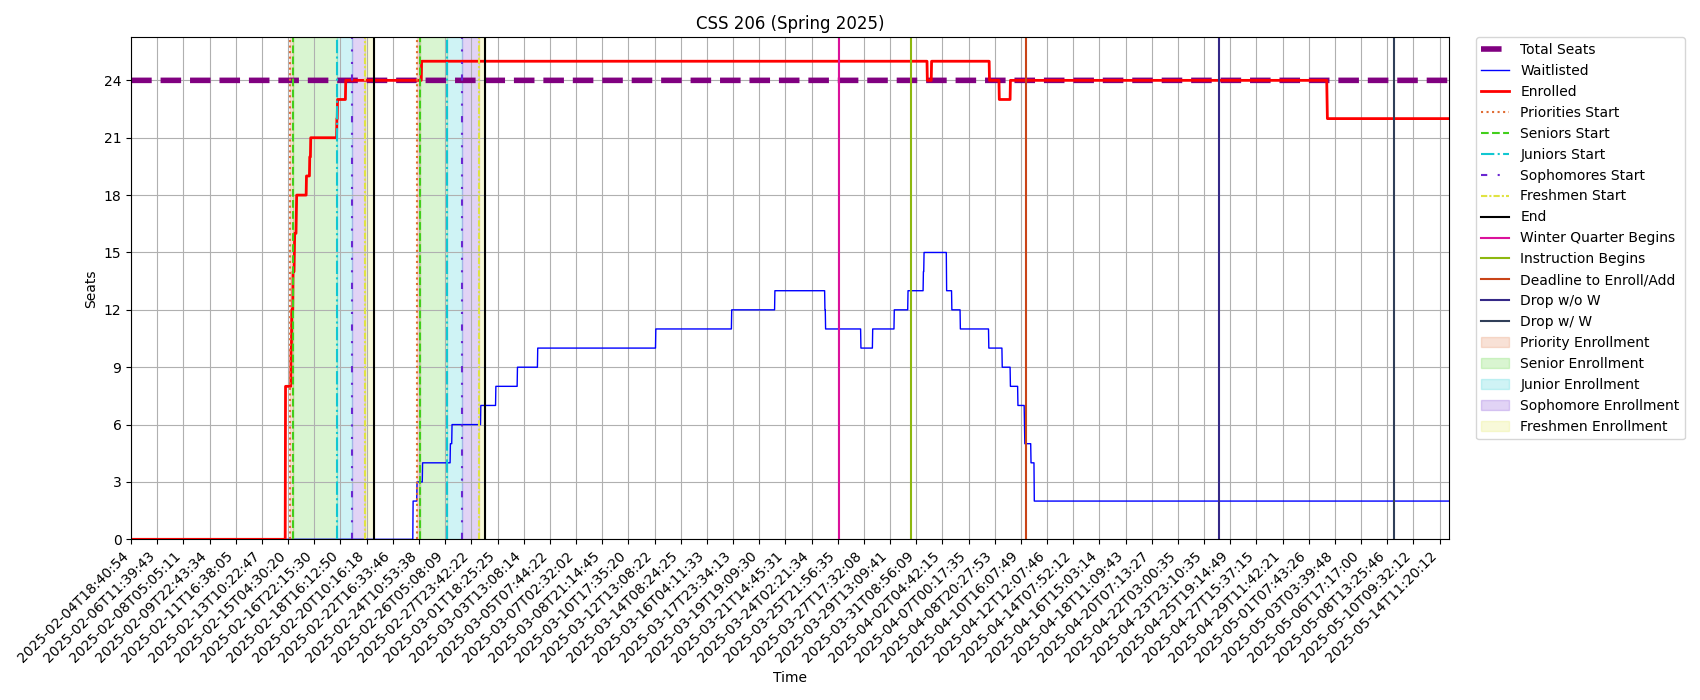 CSS 206 (Spring 2025)
Seats
24
21
18
15
12
9
6
3
0
2025-02-04T18:40:54
2025-02-06T11:39:43
2025-02-08T05:05:11
2025-02-09T22:43:34
2025-02-11T16:38:05
2025-02-13T10:22:47
2025-02-15T04:30:20
2025-02-16T22:15:30
2025-02-18T16:12:50
2025-02-20T10:16:18
2025-02-22T16:33:46
2025-02-24T10:53:38
2025-02-26T05:08:09
2025-02-27T23:42:22
2025-03-01T18:25:25
2025-03-03T13:08:14
2025-03-05T07:44:22
2025-03-07T02:32:02
2025-03-08T21:14:45
2025-03-10T17:35:20
2025-03-12T13:08:22
2025-03-14T08:24:25
2025-03-16T04:11:33
2025-03-17T23:34:13
2025-03-19T19:09:30
2025-03-21T14:45:31
2025-03-24T02:21:34
2025-03-25T21:56:35
2025-03-27T17:32:08
2025-03-29T13:09:41
2025-03-31T08:56:09
2025-04-02T04:42:15
2025-04-07T00:17:35
2025-04-08T20:27:53
2025-04-10T16:07:49
2025-04-12T12:07:46
2025-04-14T07:52:12
2025-04-16T15:03:14
2025-04-18T11:09:43
2025-04-20T07:13:27
2025-04-22T03:00:35
2025-04-23T23:10:35
2025-04-25T19:14:49
2025-04-27T15:37:15
2025-04-29T11:42:21
2025-05-01T07:43:26
2025-05-03T03:39:48
2025-05-06T17:17:00
2025-05-08T13:25:46
2025-05-10T09:32:12
2025-05-14T11:20:12
Time
Total Seats
Waitlisted
Enrolled
Priorities Start
Seniors Start
Juniors Start
Sophomores Start
Freshmen Start
End
Winter Quarter Begins
Instruction Begins
Deadline to Enroll/Add
Drop w/o W
Drop w/ W
Priority Enrollment
Senior Enrollment
Junior Enrollment
Sophomore Enrollment
Freshmen Enrollment